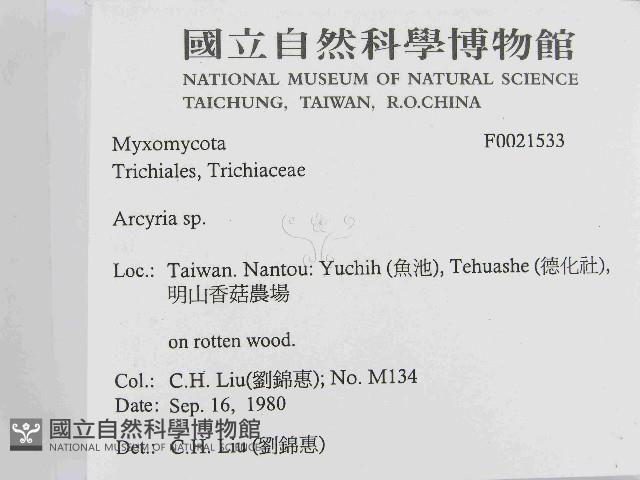 國立自然科學博物館
NATIONAL MUSEUM OF NATURAL SCIENCE
TAICHUNG, TAIWAN, R.O.CHINA
Myxomycota F0021533
Trichiales, Trichiaceae
Arcyria sp.
Loc.: Taiwan. Nantou: Yuchih (魚池), Tehuashe (德化社),
明山香菇農場
on rotten wood.
Col.: C.H. Liu(劉錦惠); No. M134
Date: Sep. 16, 1980
Det.: C.H. Liu (劉錦惠)
國立自然科學博物館
NATIONAL MUSEUM OF NATURAL SCIENCE